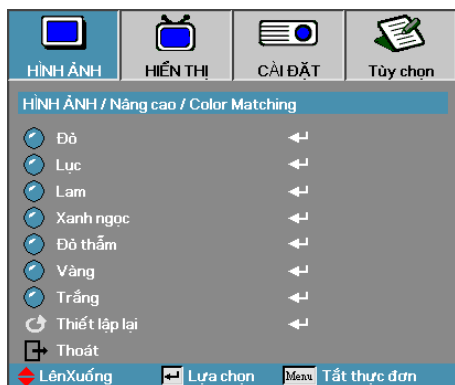 HÌNH ẢNH HIỂN THỊ CÀI ĐẶT Tùy chọn
HÌNH ẢNH / Nâng cao / Color Matching
Đỏ
Lục
Lam
Xanh ngọc
Đỏ thẫm
Vàng
Trắng
Thiết lập lại
Thoát
LênXuống Lựa chọn Menu Tắt thực đơn